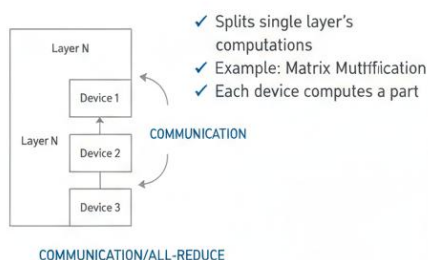 Layer N
Device 1
Layer N
Device 2
Device 3
COMMUNICATION
COMMUNICATION/ALL-REDUCE
✓ Splits single layer's
computations
✓ Example: Matrix Mutfffication
✓ Each device computes a part